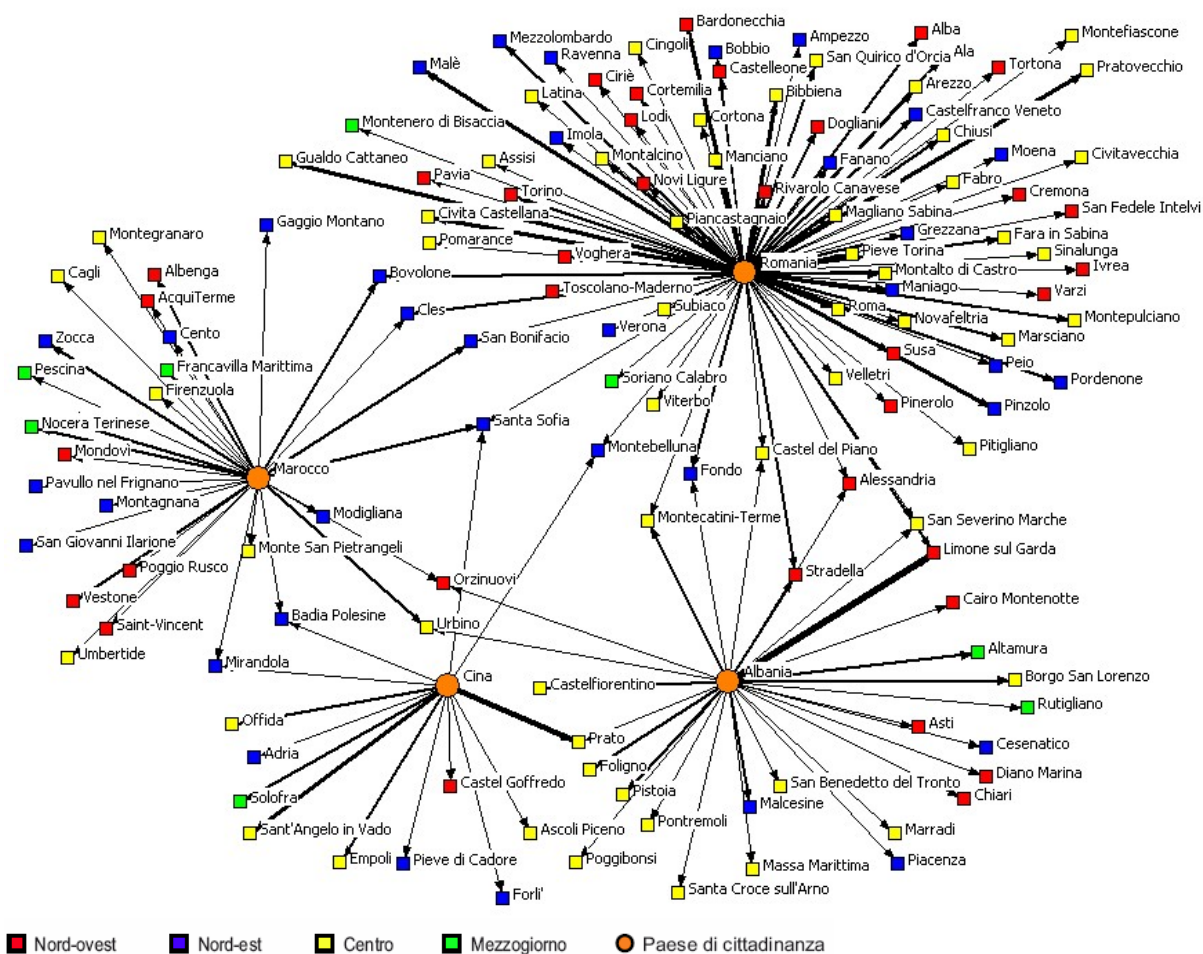 Bardonecchia
Alba
Mezzolombardo
Ampezzo
Montefiascone
Ravenna
Cingoli
Bobbio
San Quirico d'Orcia
Ala
Malè
Castelleone
Tortona
Pratovecchio
Ciriè
Latina
Cortemilia
Bibbiena
Arezzo
Castelfranco Veneto
Lodi
Cortona
Dogliani
Montenero di Bisaccia
Imola
Chiusi
Montalcino
Manciano
Fanano
Moena
Civitavecchia
Gualdo Cattaneo
Assisi
Pavia
Novi Ligure
Fabro
Torino
Rivarolo Canavese
Cremona
San Fedele Intelvi
Civita Castellana
Piancastagnaio
Magliano Sabina
Gaggio Montano
Grezzana
Fara in Sabina
Montegranaro
Pomarance
Voghera
Pieve Torina
Sinalunga
Cagli
Albenga
Bovolone
Romania
Montalto di Castro
Ivrea
AcquiTerme
Toscolano-Maderno
Maniago
Varzi
Cles
Subiaco
Roma
Novafeltria
Montepulciano
Zocca
Cento
San Bonifacio
Verona
Marsciano
Pescina
Francavilla Marittima
Susa
Peio
Firenzuola
Soriano Calabro
Velletri
Pordenone
Viterbo
Pinerolo
Pinzolo
Nocera Terinese
Santa Sofia
Mondovì
Montebelluna
Castel del Piano
Pitigliano
Marocco
Fondo
Alessandria
Pavullo nel Frignano
Montagnana
Modigliana
Montecatini-Terme
San Severino Marche
San Giovanni Ilarione
Monte San Pietrangeli
Limone sul Garda
Poggio Rusco
Orzinuovi
Stradella
Vestone
Cairo Montenotte
Saint-Vincent
Badia Polesine
Urbino
Umbertide
Mirandola
Altamura
Cina
Castelfiorentino
Albania
Borgo San Lorenzo
Rutigliano
Offida
Asti
Adria
Prato
Cesenatico
Foligno
Diano Marina
Solofra
Castel Goffredo
Pistoia
San Benedetto del Tronto
Chiari
Malcesine
Sant'Angelo in Vado
Ascoli Piceno
Pontremoli
Marradi
Empoli
Pieve di Cadore
Poggibonsi
Massa Marittima
Piacenza
Forli'
Santa Croce sull'Arno
Nord-ovest
Nord-est
Centro
Mezzogiorno
Paese di cittadinanza